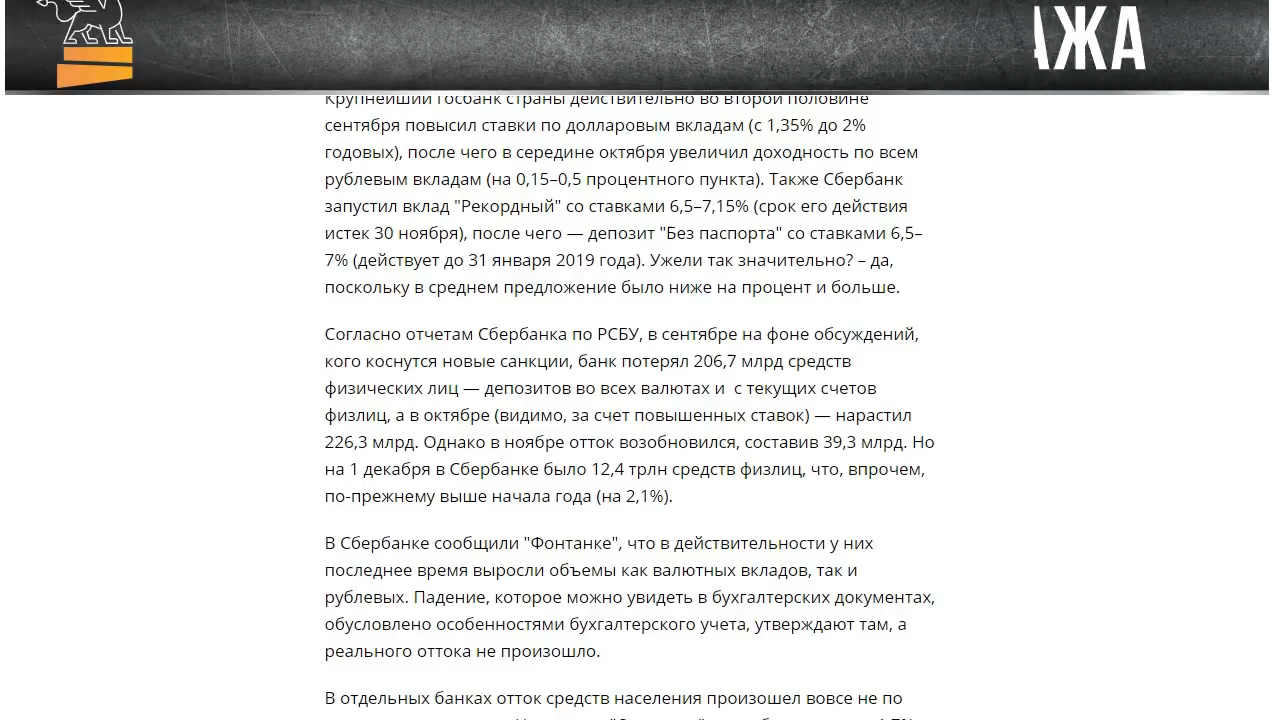 АЖА
Крупнейший госбанк страны действительно во второй половине
сентября повысил ставки по долларовым вкладам (с 1,35% до 2%
годовых), после чего в середине октября увеличил доходность по всем
рублевым вкладам (на 0,15–0,5 процентного пункта). Также Сбербанк
запустил вклад "Рекордный" со ставками 6,5–7,15% (срок его действия
истек 30 ноября), после чего — депозит "Без паспорта" со ставками 6,5–
7% (действует до 31 января 2019 года). Ужели так значительно? – да,
поскольку в среднем предложение было ниже на процент и больше.
Согласно отчетам Сбербанка по РСБУ, в сентябре на фоне обсуждений,
кого коснутся новые санкции, банк потерял 206,7 млрд средств
физических лиц — депозитов во всех валютах и  с текущих счетов
физлиц, а в октябре (видимо, за счет повышенных ставок) — нарастил
226,3 млрд. Однако в ноябре отток возобновился, составив 39,3 млрд. Но
на 1 декабря в Сбербанке было 12,4 трлн средств физлиц, что, впрочем,
по-прежнему выше начала года (на 2,1%).
В Сбербанке сообщили "Фонтанке", что в действительности у них
последнее время выросли объемы как валютных вкладов, так и
рублевых. Падение, которое можно увидеть в бухгалтерских документах,
обусловлено особенностями бухгалтерского учета, утверждают там, а
реального оттока не произошло.
В отдельных банках отток средств населения произошел вовсе не по